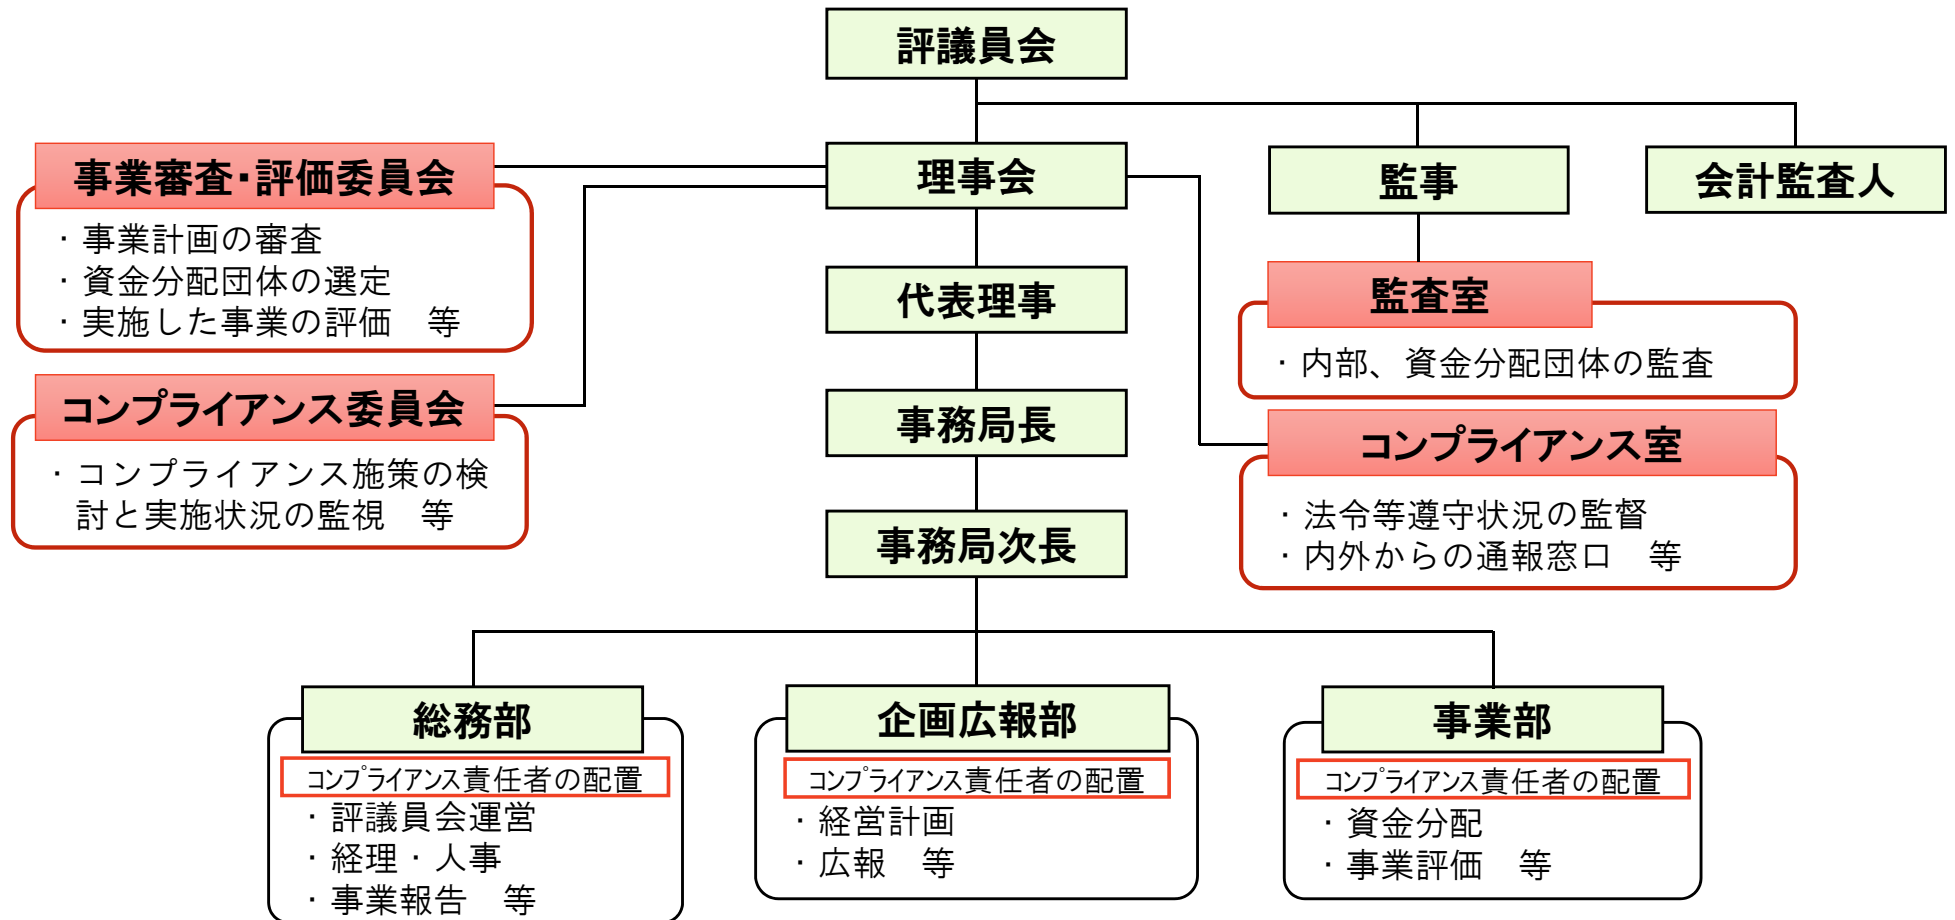 評議員会
事業審査・評価委員会
理事会
監事
会計監査人
・事業計画の審査
・資金分配団体の選定
・実施した事業の評価　等
代表理事
監査室
・内部、資金分配団体の監査
コンプライアンス委員会
・コンプライアンス施策の検
討と実施状況の監視　等
事務局長
コンプライアンス室
・法令等遵守状況の監督
・内外からの通報窓口　等
事務局次長
総務部
コンプライアンス責任者の配置
・評議員会運営
・経理・人事
・事業報告　等
企画広報部
コンプライアンス責任者の配置
・経営計画
・広報　等
事業部
コンプライアンス責任者の配置
・資金分配
・事業評価　等